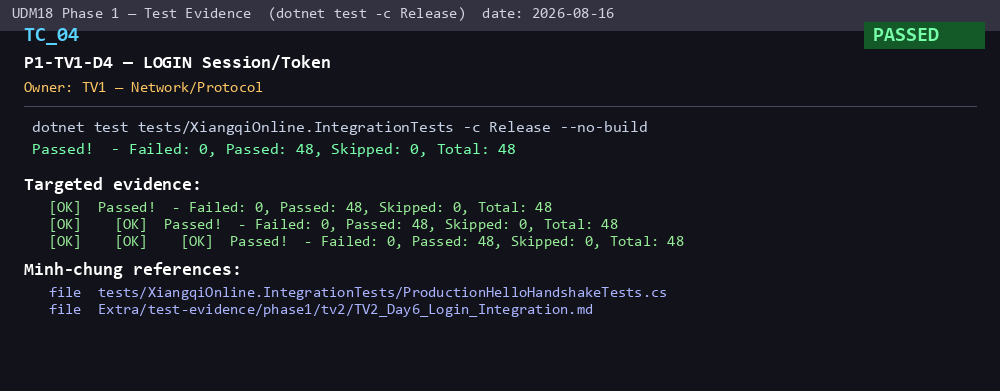 UDM18 Phase 1 — Test Evidence  (dotnet test -c Release)  date: 2026-08-16
TC_04
PASSED
P1-TV1-D4 — LOGIN Session/Token
Owner: TV1 — Network/Protocol
dotnet test tests/XiangqiOnline.IntegrationTests -c Release --no-build
Passed!  - Failed: 0, Passed: 48, Skipped: 0, Total: 48
Targeted evidence:
[OK]  Passed!  - Failed: 0, Passed: 48, Skipped: 0, Total: 48
[OK]    [OK]  Passed!  - Failed: 0, Passed: 48, Skipped: 0, Total: 48
[OK]    [OK]    [OK]  Passed!  - Failed: 0, Passed: 48, Skipped: 0, Total: 48
Minh-chung references:
file  tests/XiangqiOnline.IntegrationTests/ProductionHelloHandshakeTests.cs
file  Extra/test-evidence/phase1/tv2/TV2_Day6_Login_Integration.md